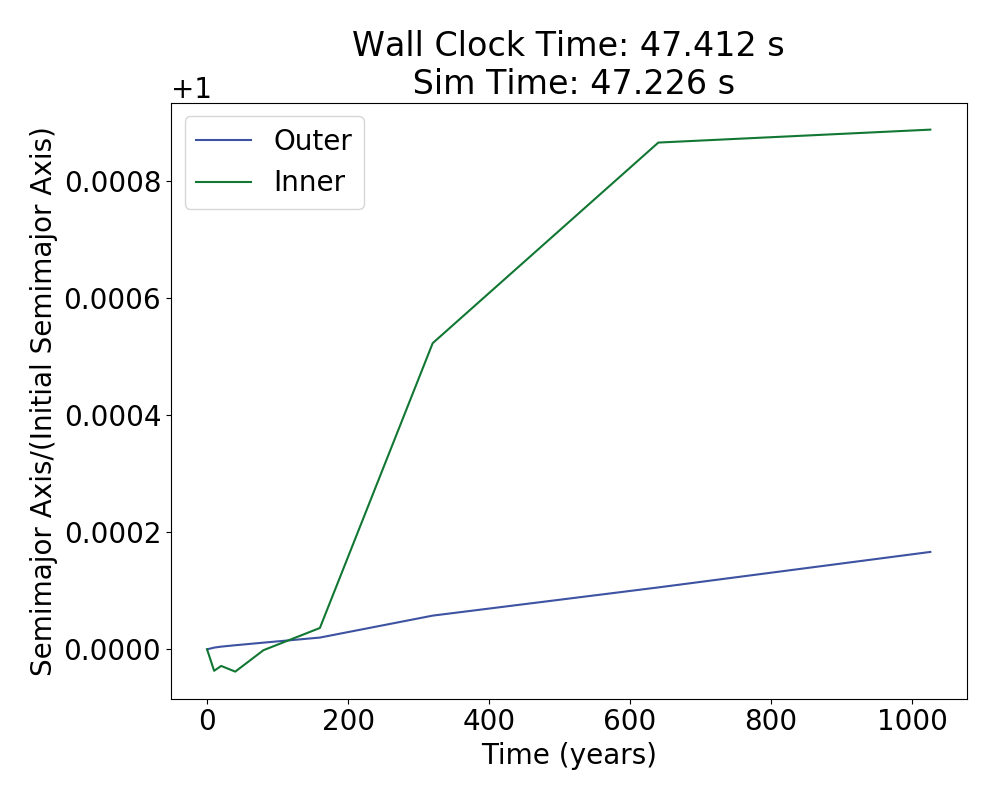 Wall Clock Time: 47.412 s
Sim Time: 47.226 s
+1
Outer
Inner
Semimajor Axis/(Initial Semimajor Axis)
0.0008
0.0006
0.0004
0.0002
0.0000
0 200 400 600 800 1000
Time (years)